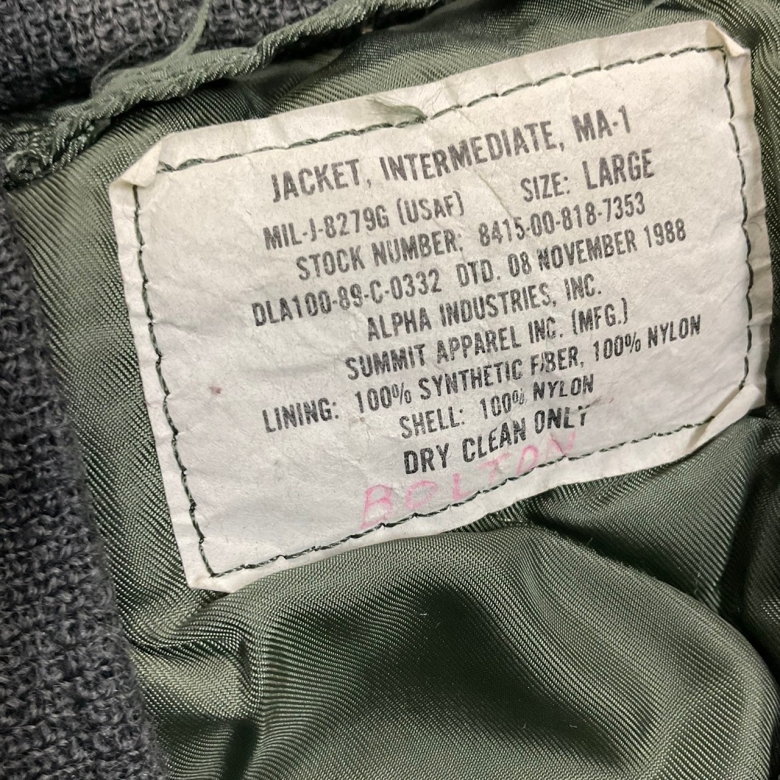 JACKET, INTERMEDIATE, MA-1
MIL-J-8279G (USAF) SIZE: LARGE
STOCK NUMBER: 8415-00-818-7353
DLA100-89-C-0332 DTD. 08 NOVEMBER 1988
ALPHA INDUSTRIES, INC.
SUMMIT APPAREL INC. (MFG.)
LINING: 100% SYNTHETIC FIBER, 100% NYLON
SHELL: 100% NYLON
DRY CLEAN ONLY
BOLTON